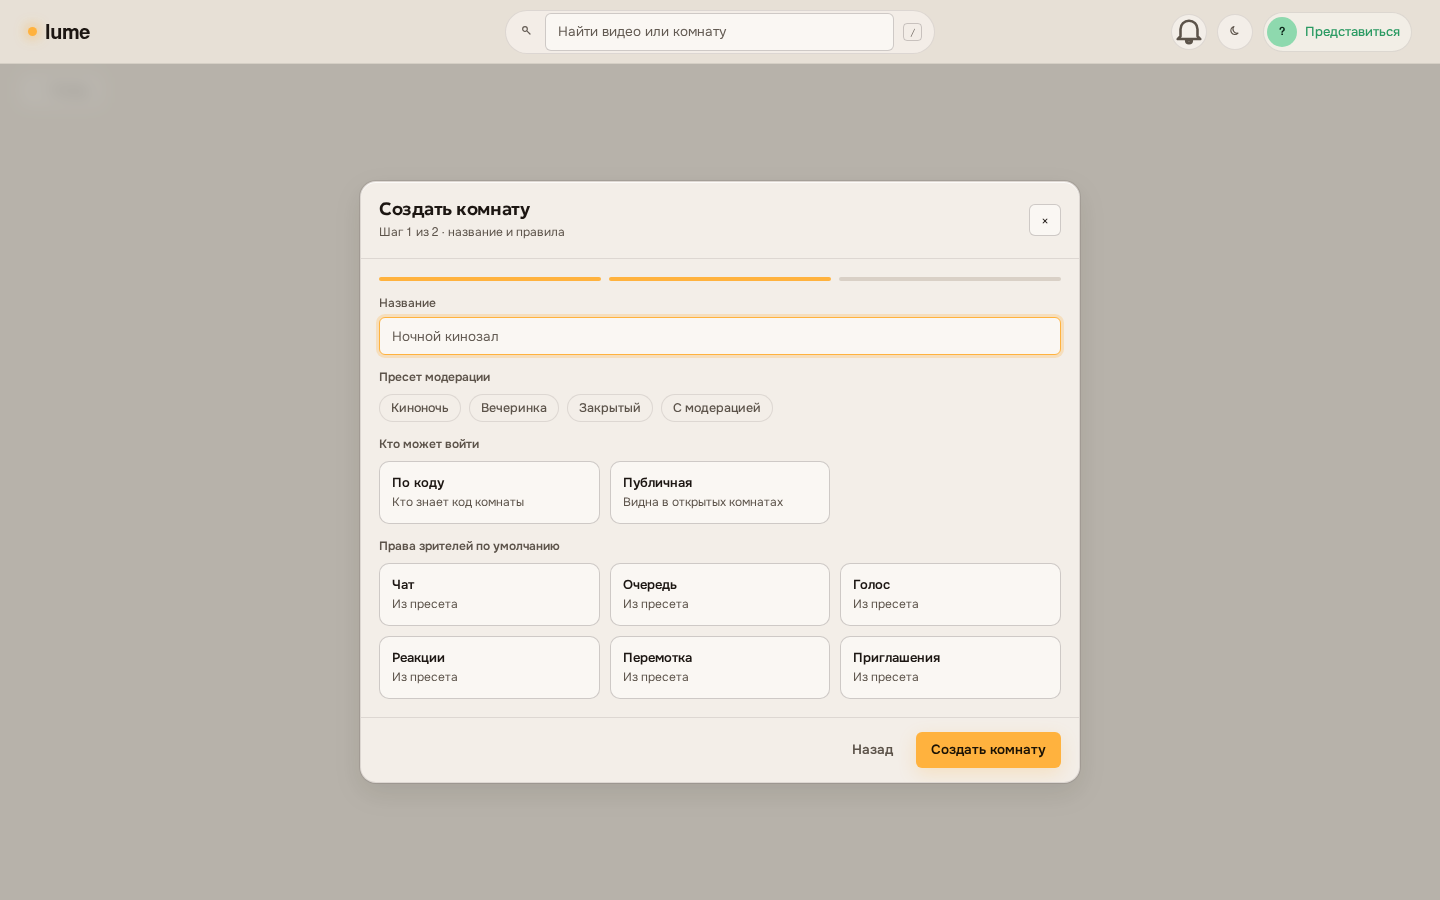 lume
Найти видео или комнату
/
?
Представиться
Создать комнату
Шаг 1 из 2 · название и правила
×
Название
Ночной кинозал
Пресет модерации
Киноночь
Вечеринка
Закрытый
С модерацией
Кто может войти
По коду
Кто знает код комнаты
Публичная
Видна в открытых комнатах
Права зрителей по умолчанию
Чат
Из пресета
Очередь
Из пресета
Голос
Из пресета
Реакции
Из пресета
Перемотка
Из пресета
Приглашения
Из пресета
Назад
Создать комнату